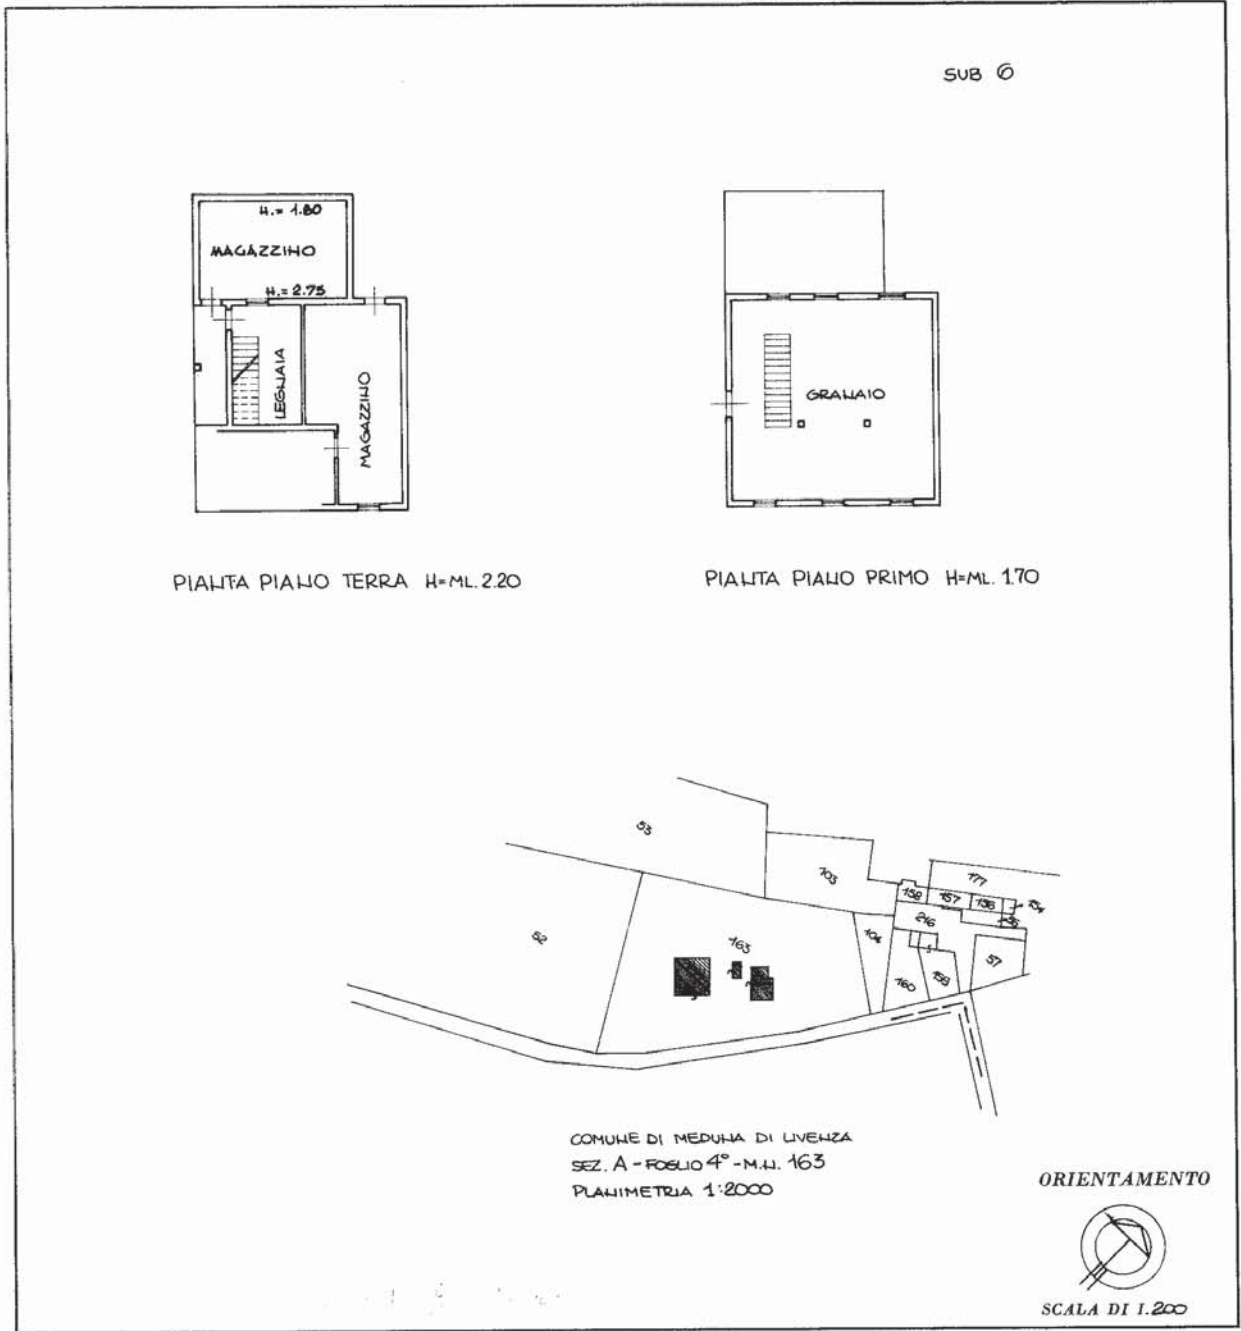 SUB 6
H.= 1.80
MAGAZZINO
H.= 2.75
LEGNAIA
MAGAZZINO
GRANAIO
PIANTA PIANO TERRA H=ML. 2.20
PIANTA PIANO PRIMO H=ML. 1.70
53
103
177
158
157
156
52
163
104
216
57
160
159
COMUNE DI MEDUNA DI LIVENZA
SEZ. A - FOGLIO 4° - M.N. 163
PLANIMETRIA 1:2000
ORIENTAMENTO
SCALA DI 1.200